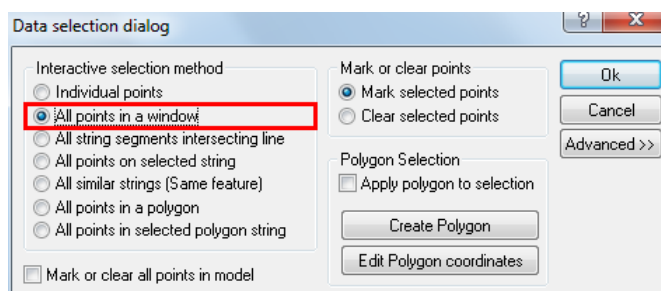 Data selection dialog
Interactive selection method
Individual points
All points in a window
All string segments intersecting line
All points on selected string
All similar strings (Same feature)
All points in a polygon
All points in selected polygon string
Mark or clear all points in model
Mark or clear points
Mark selected points
Clear selected points
Polygon Selection
Apply polygon to selection
Create Polygon
Edit Polygon coordinates
Ok
Cancel
Advanced >>